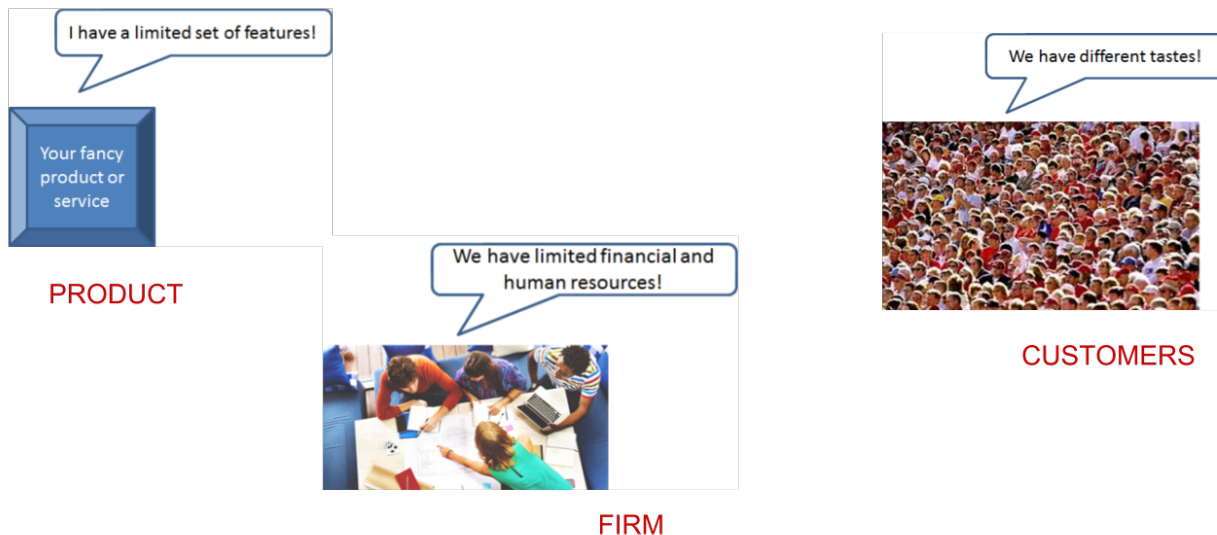 I have a limited set of features!
Your fancy
product or
service
PRODUCT
We have limited financial and
human resources!
FIRM
We have different tastes!
CUSTOMERS